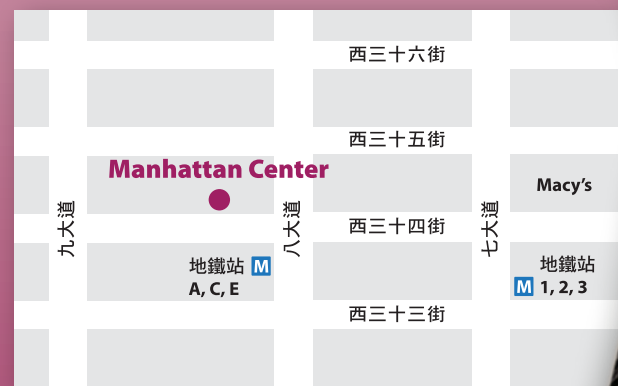 西三十六街
西三十五街
Manhattan Center
Macy's
九大道
八大道
西三十四街
七大道
地鐵站 M
A, C, E
地鐵站
M 1, 2, 3
西三十三街